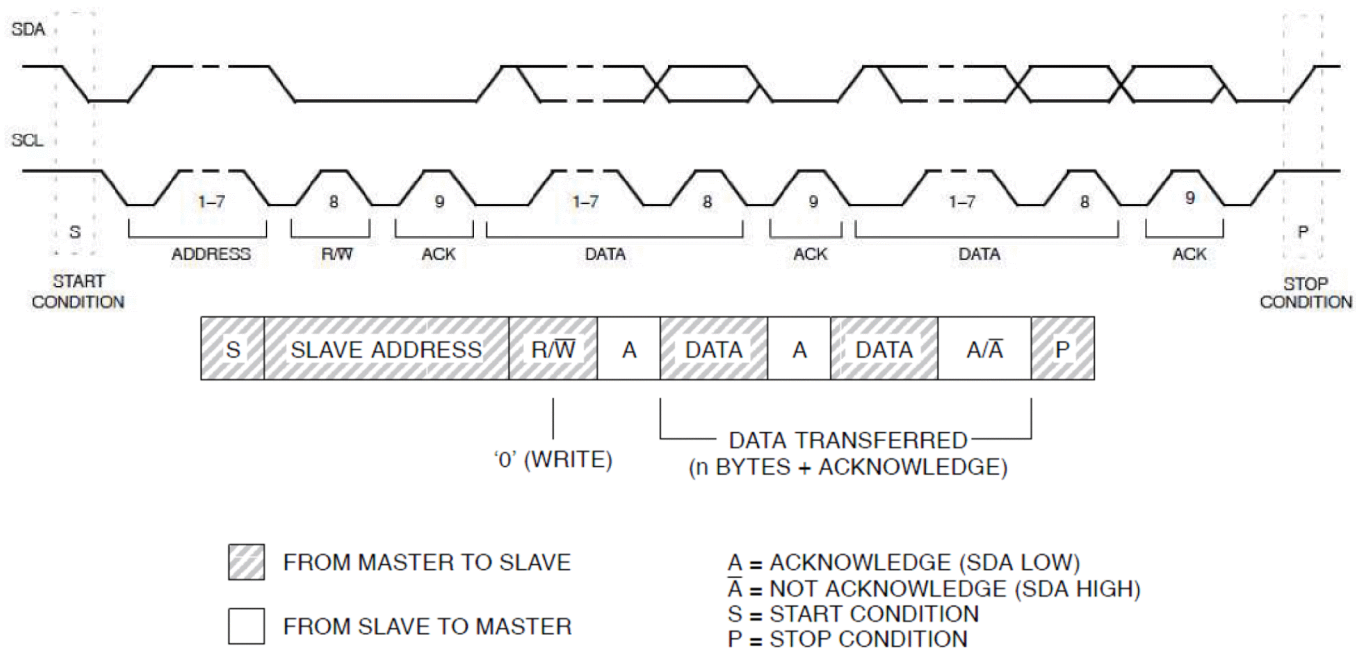 SDA
SCL
1–7 8 9 1–7 8 9 1–7 8 9
S P
ADDRESS R/W̅ ACK DATA ACK DATA ACK
START
CONDITION
STOP
CONDITION
S SLAVE ADDRESS R/W̅ A DATA A DATA A/A̅ P
‘0’ (WRITE)
DATA TRANSFERRED
(n BYTES + ACKNOWLEDGE)
FROM MASTER TO SLAVE
FROM SLAVE TO MASTER
A = ACKNOWLEDGE (SDA LOW)
A̅ = NOT ACKNOWLEDGE (SDA HIGH)
S = START CONDITION
P = STOP CONDITION